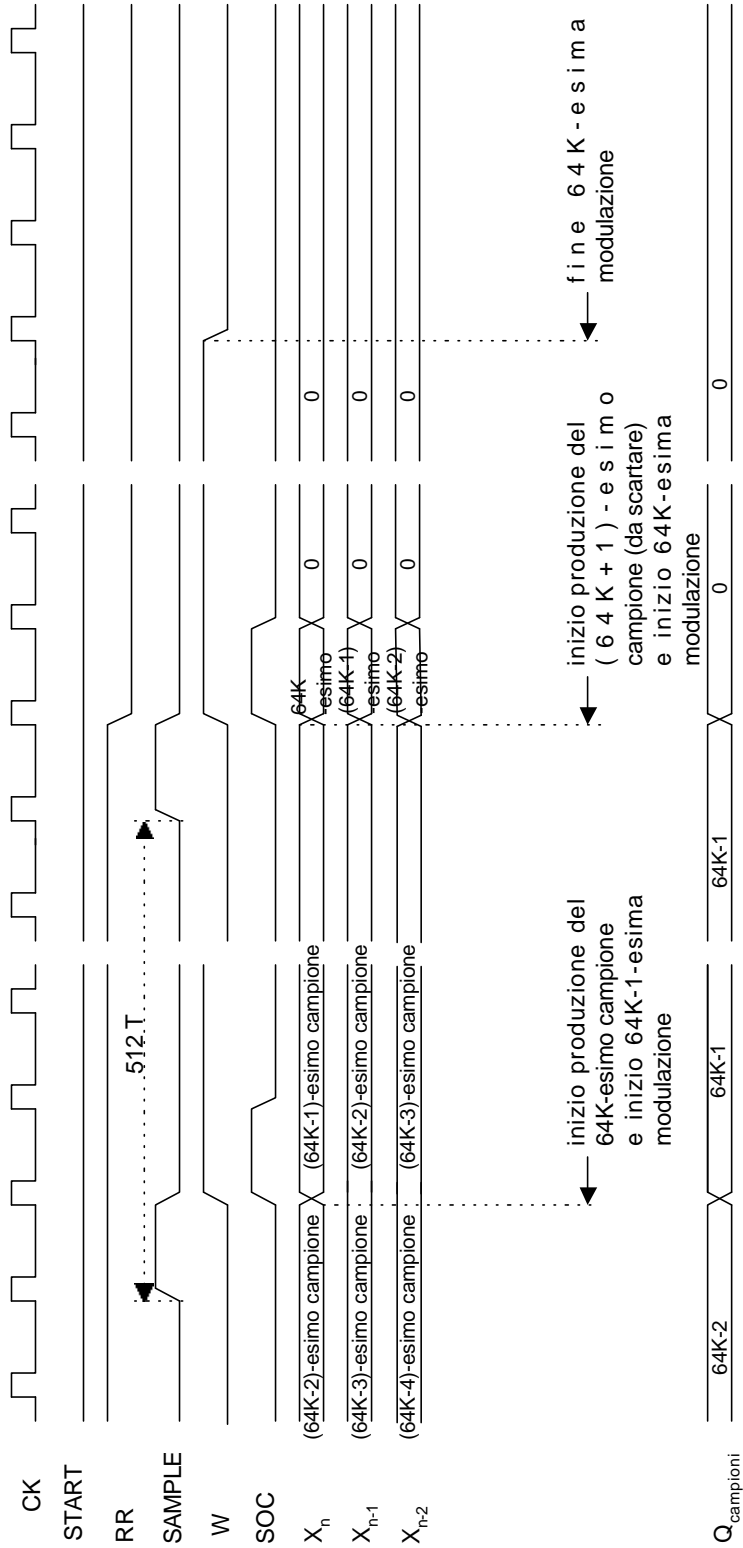 CK
START
RR
SAMPLE
512 T
W
SOC
Xn
(64K-2)-esimo campione
(64K-1)-esimo campione
64K
-esimo
0
0
Xn-1
(64K-3)-esimo campione
(64K-2)-esimo campione
(64K-1)
-esimo
0
0
Xn-2
(64K-4)-esimo campione
(64K-3)-esimo campione
(64K-2)
-esimo
0
0
inizio produzione del
64K-esimo campione
e inizio 64K-1-esima
modulazione
inizio produzione del
(64K+1)-esimo
campione (da scartare)
e inizio 64K-esima
modulazione
fine 64K-esima
modulazione
Qcampioni
64K-2
64K-1
64K-1
0
0